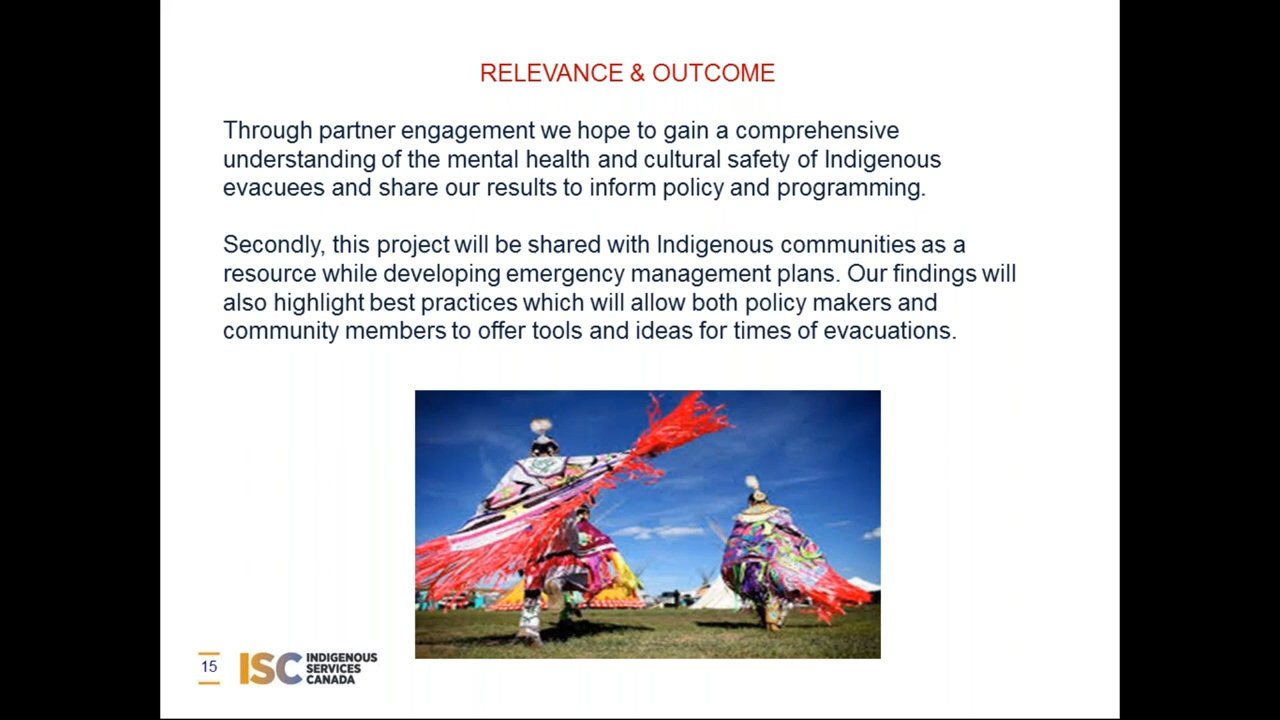 RELEVANCE & OUTCOME
Through partner engagement we hope to gain a comprehensive
understanding of the mental health and cultural safety of Indigenous
evacuees and share our results to inform policy and programming.
Secondly, this project will be shared with Indigenous communities as a
resource while developing emergency management plans. Our findings will
also highlight best practices which will allow both policy makers and
community members to offer tools and ideas for times of evacuations.
15
ISC
INDIGENOUS
SERVICES
CANADA